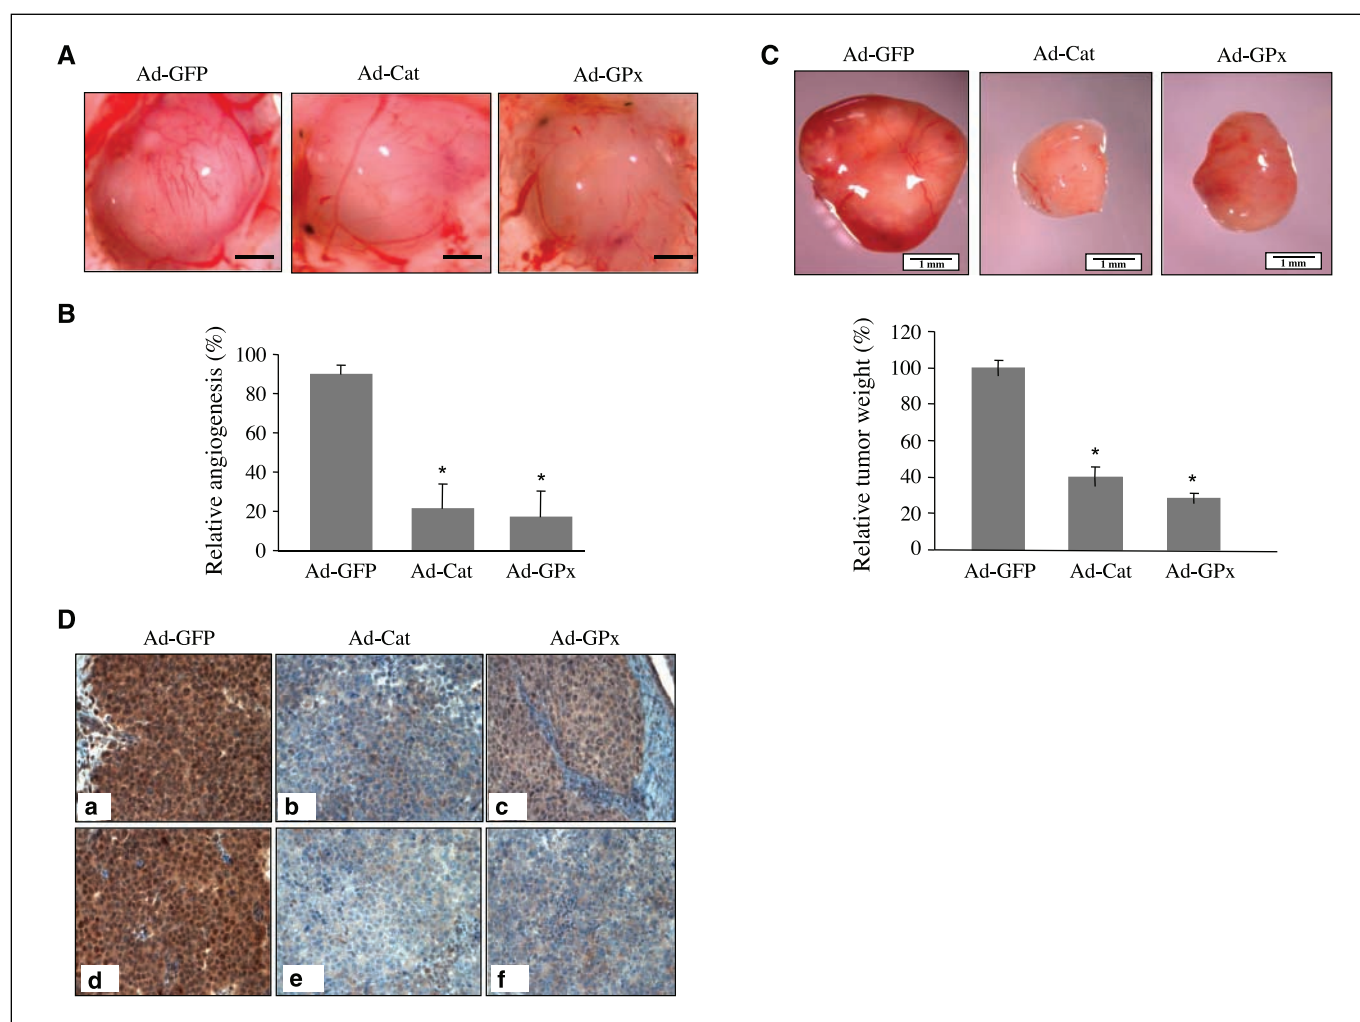 A
Ad-GFP
Ad-Cat
Ad-GPx
B
Relative angiogenesis (%)
100
80
60
40
20
0
*
*
Ad-GFP
Ad-Cat
Ad-GPx
C
Ad-GFP
Ad-Cat
Ad-GPx
1 mm
1 mm
1 mm
Relative tumor weight (%)
120
100
80
60
40
20
0
*
*
Ad-GFP
Ad-Cat
Ad-GPx
D
Ad-GFP
Ad-Cat
Ad-GPx
a
b
c
d
e
f